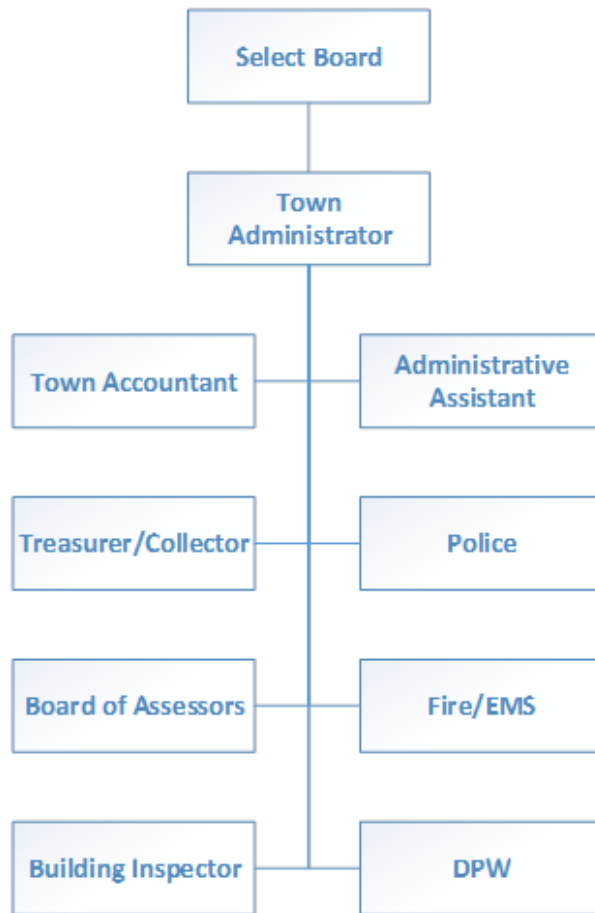 Select Board
Town
Administrator
Town Accountant
Administrative
Assistant
Treasurer/Collector
Police
Board of Assessors
Fire/EMS
Building Inspector
DPW